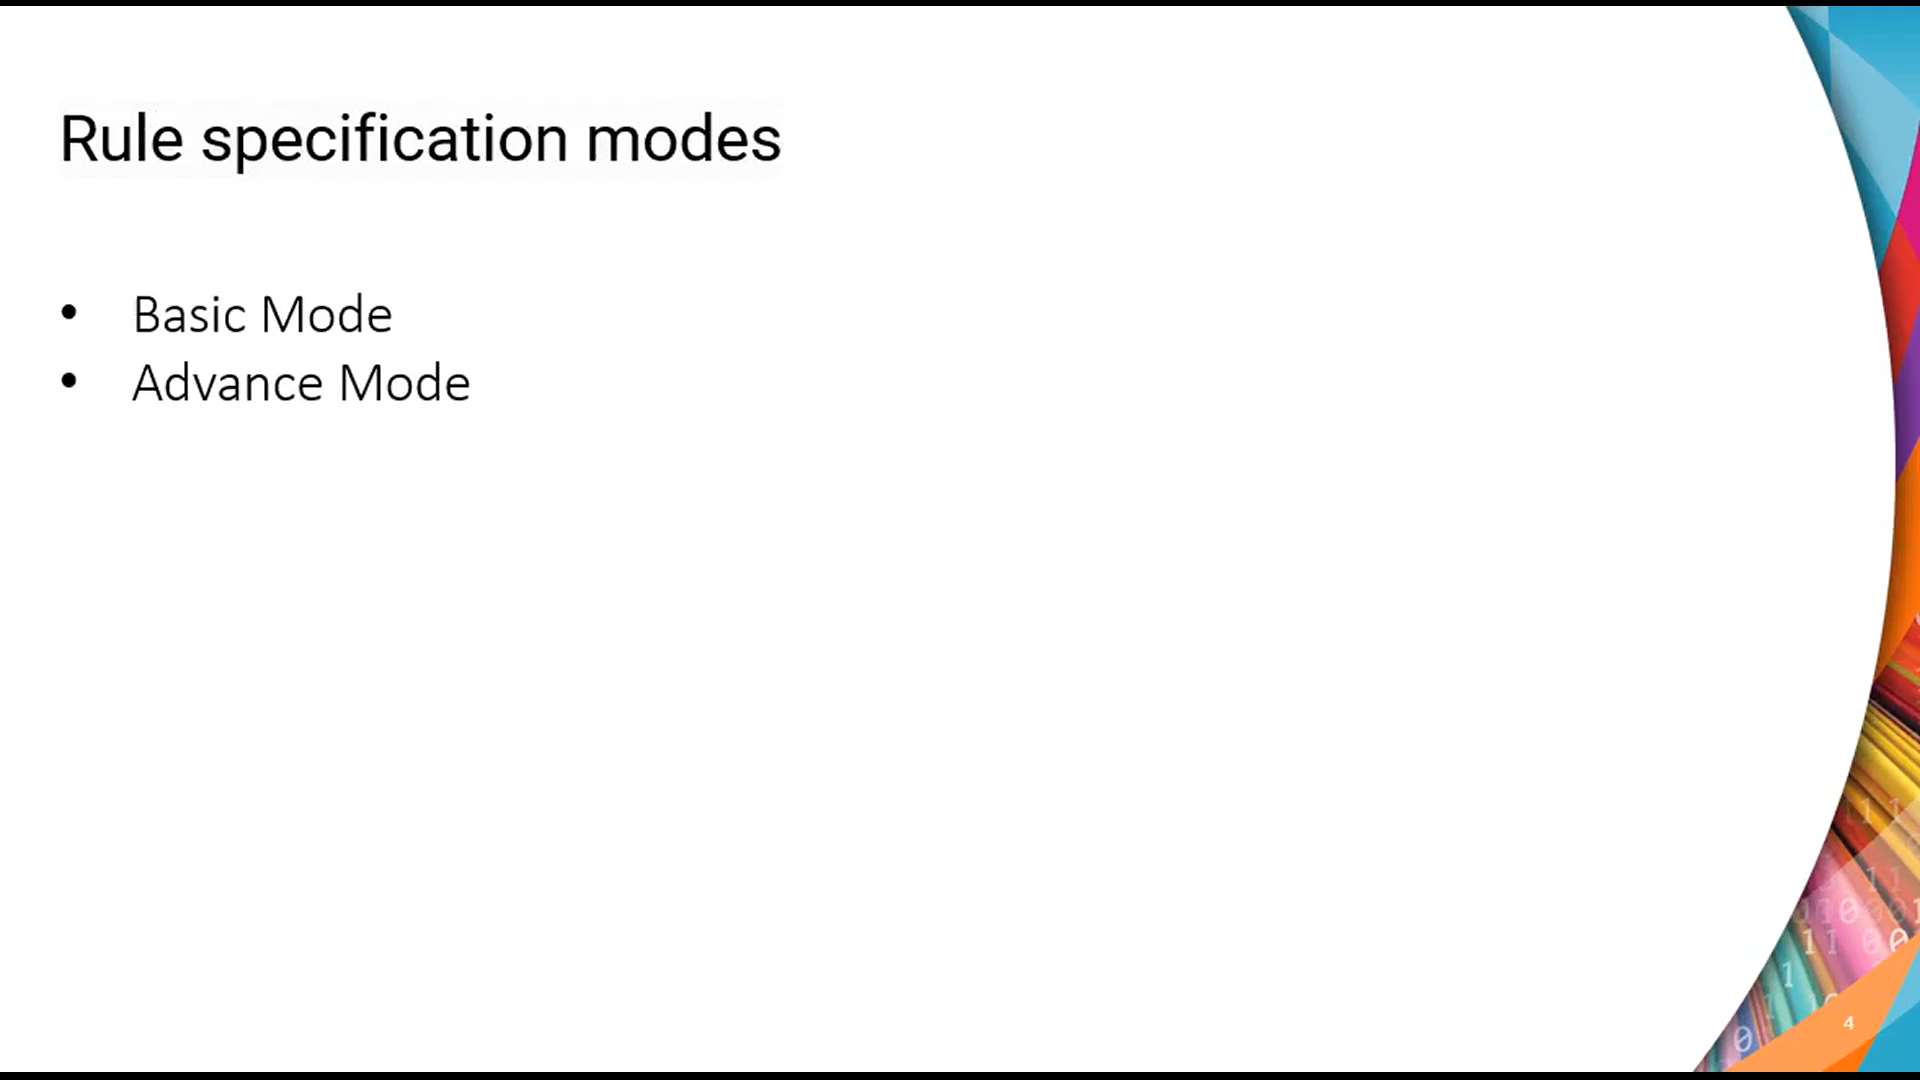 Rule specification modes
• Basic Mode
• Advance Mode
4